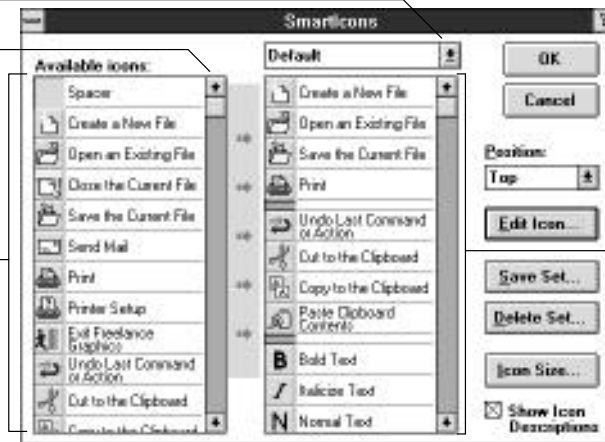 SmartIcons
Available icons:
Default
Spacer
Create a New File
Open an Existing File
Close the Current File
Save the Current File
Send Mail
Print
Printer Setup
Exit Freelance
Graphics
Undo Last Command
or Action
Cut to the Clipboard
Copy to the Clipboard
Create a New File
Open an Existing File
Save the Current File
Print
Undo Last Command
or Action
Cut to the Clipboard
Copy to the Clipboard
Paste Clipboard
Contents
B Bold Text
I Italicize Text
N Normal Text
OK
Cancel
Position:
Top
Edit Icon...
Save Set...
Delete Set...
Icon Size...
Show Icon
Descriptions